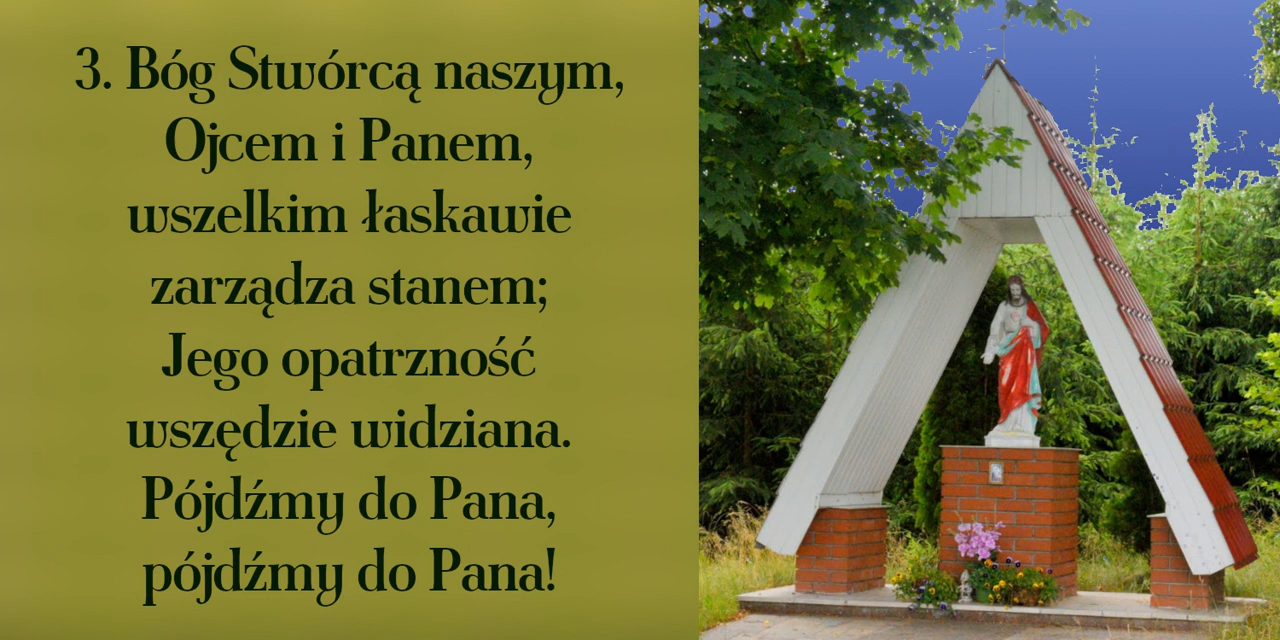 3. Bóg Stwórcą naszym,
Ojcem i Panem,
wszelkim łaskawie
zarządza stanem;
Jego opatrzność
wszędzie widziana.
Pójdźmy do Pana,
pójdźmy do Pana!